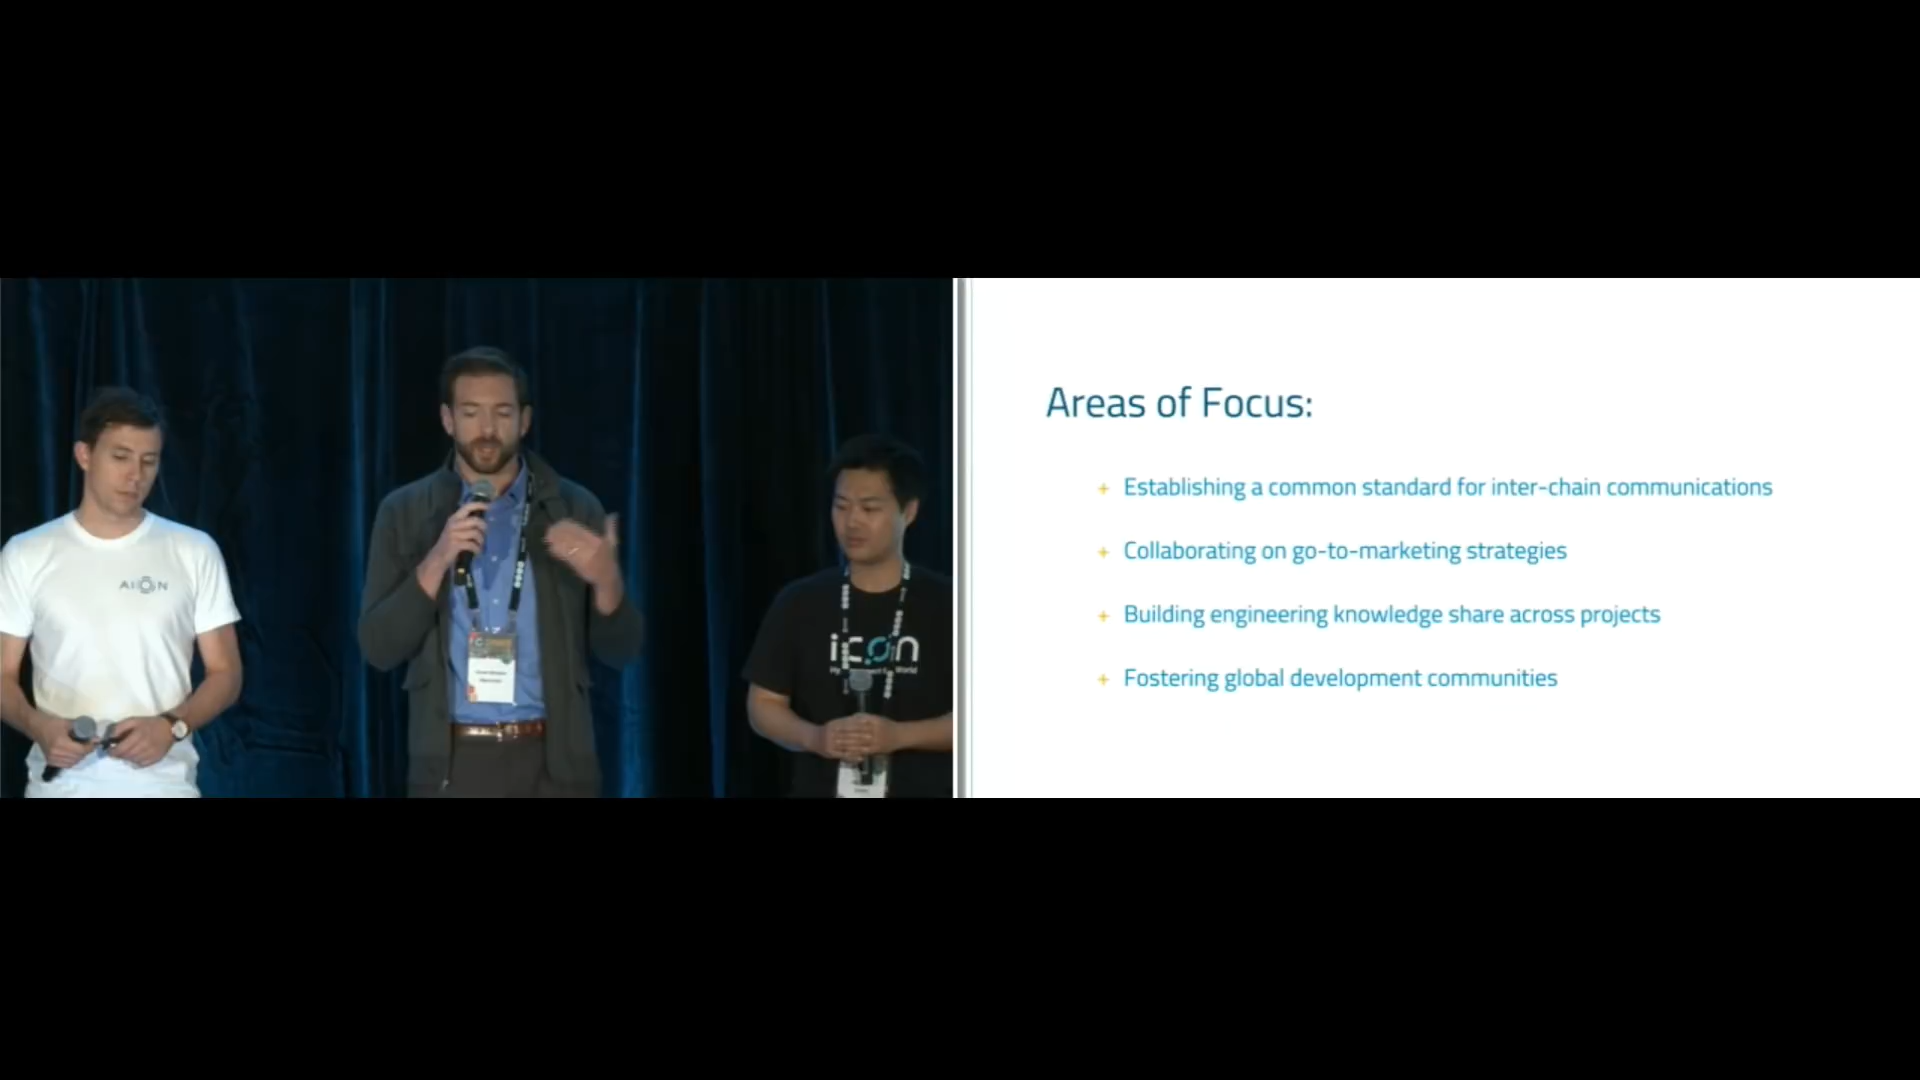 AION
icon
World
Areas of Focus:
+ Establishing a common standard for inter-chain communications
+ Collaborating on go-to-marketing strategies
+ Building engineering knowledge share across projects
+ Fostering global development communities